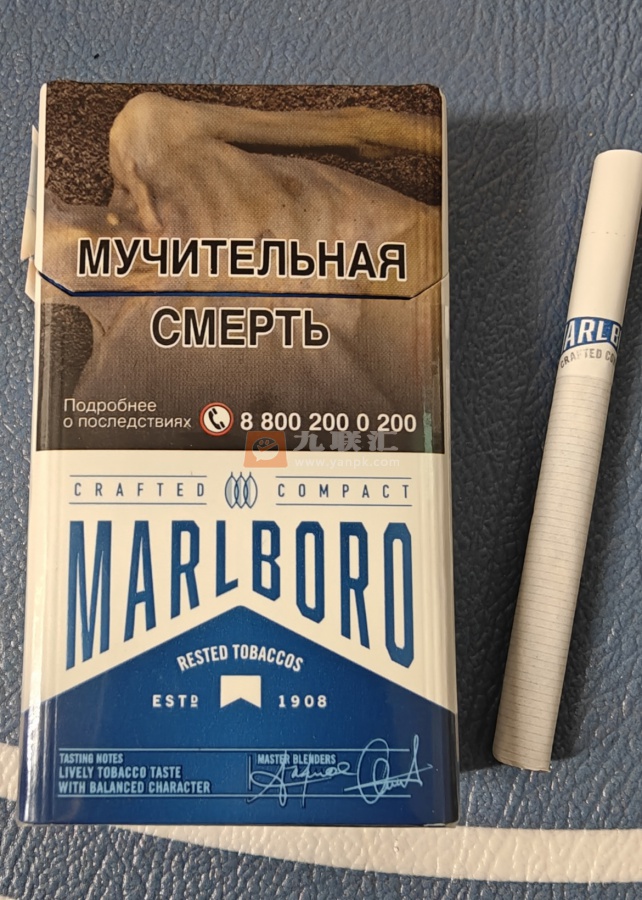 МУЧИТЕЛЬНАЯ
СМЕРТЬ
Подробнее
о последствиях 8 800 200 0 200
九联汇
www.yanpk.com
CRAFTED COMPACT
MARLBORO
RESTED TOBACCOS
ESTD 1908
TASTING NOTES
LIVELY TOBACCO TASTE
WITH BALANCED CHARACTER
MASTER BLENDERS
ARLB
CRAFTED CO